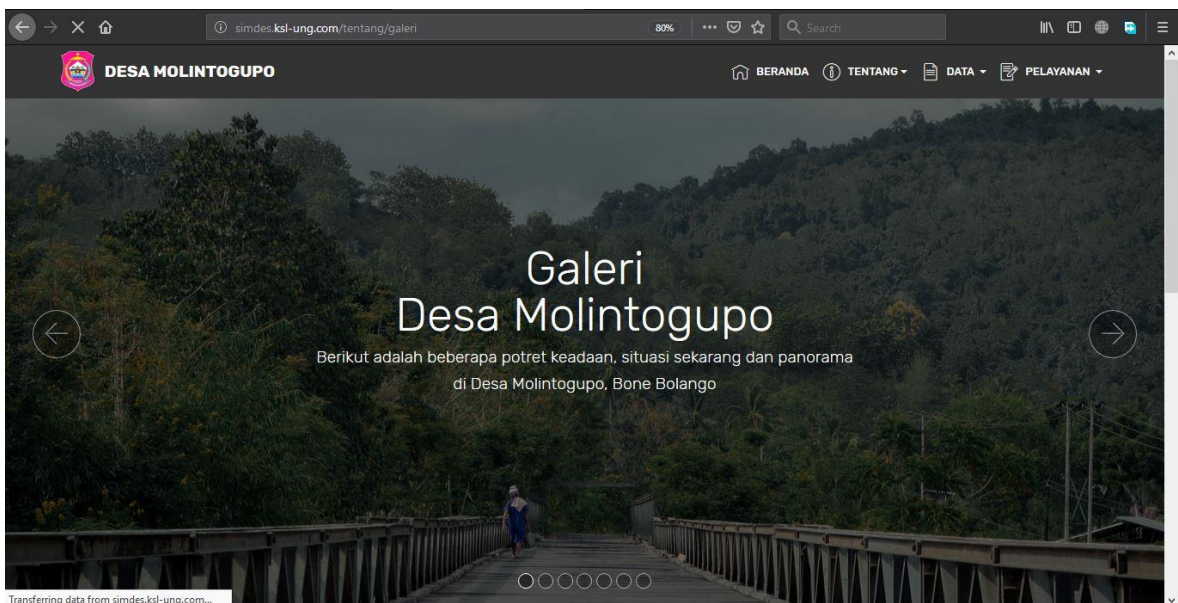 simdes.ksl-ung.com/tentang/galeri
80%
Search
DESA MOLINTOGUPO
BERANDA
TENTANG
DATA
PELAYANAN
Galeri
Desa Molintogupo
Berikut adalah beberapa potret keadaan, situasi sekarang dan panorama
di Desa Molintogupo, Bone Bolango
Transferring data from simdes.ksl-ung.com...